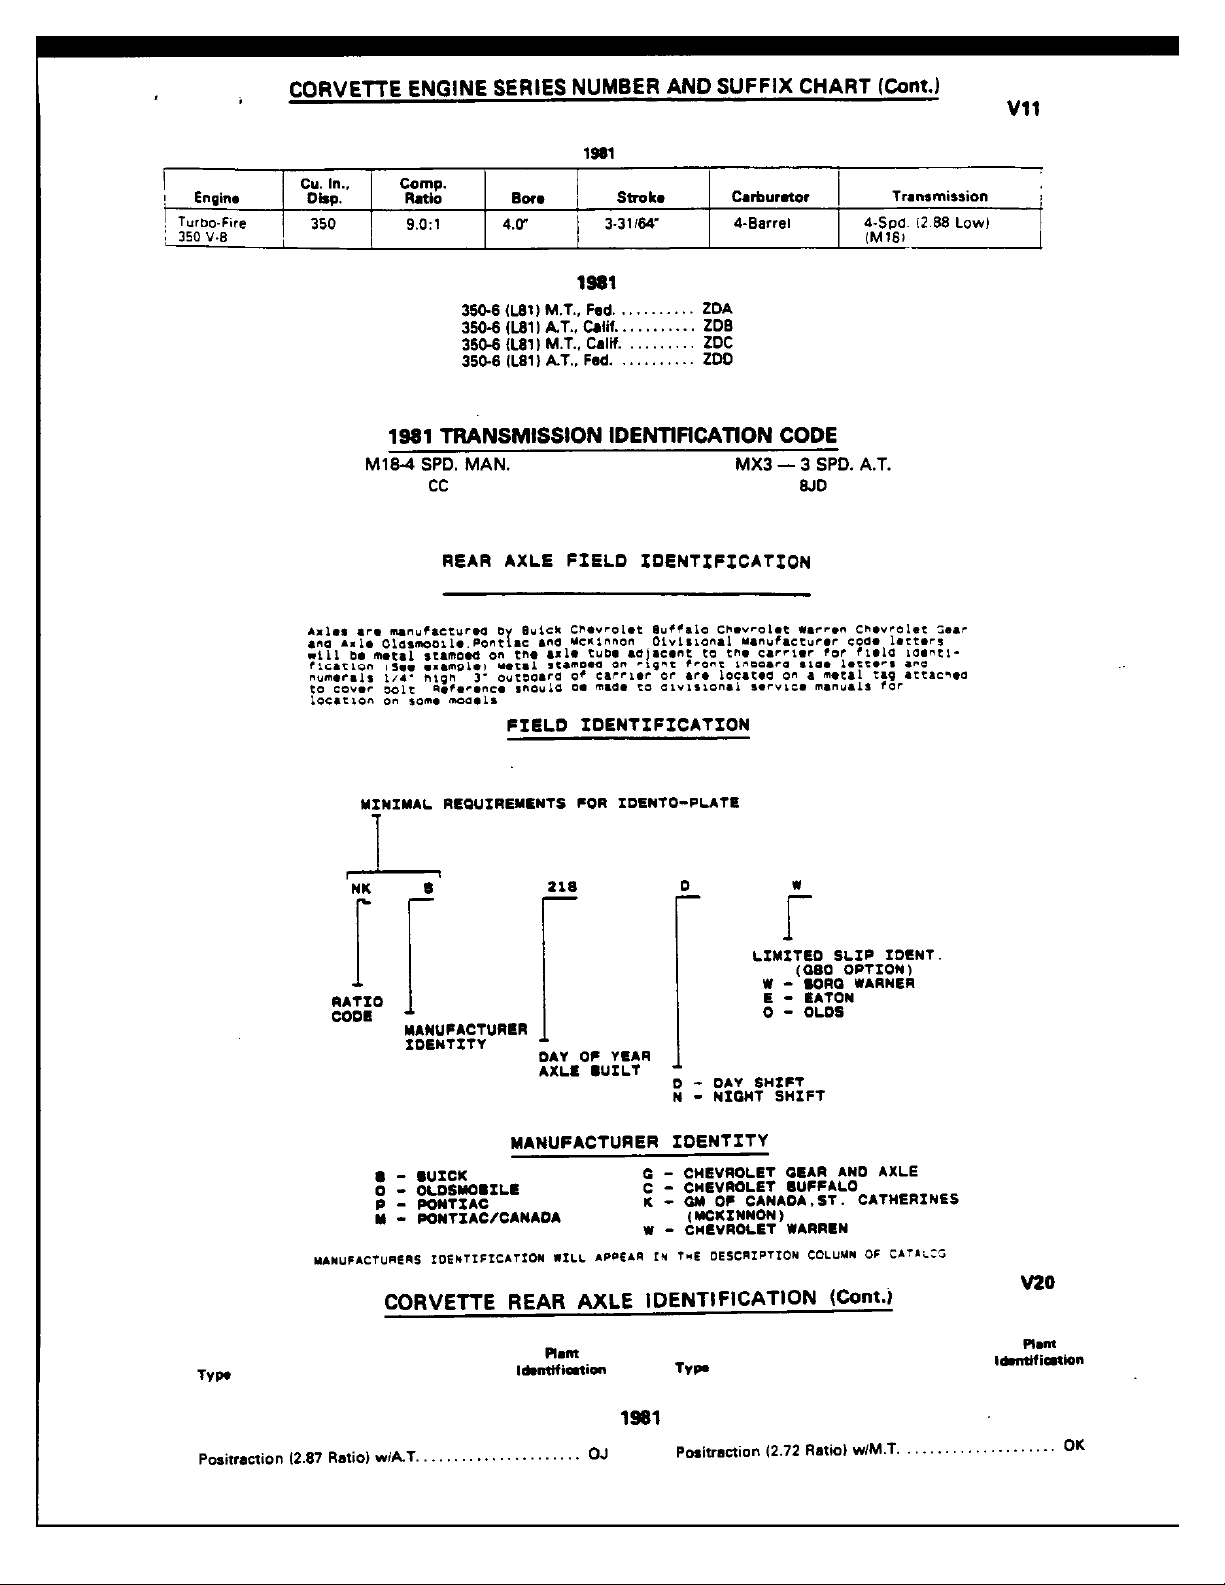 CORVETTE ENGINE SERIES NUMBER AND SUFFIX CHART (Cont.)
V11
1981
Engine Cu. In., Disp. Comp. Ratio Bore Stroke Carburetor Transmission
Turbo-Fire 350 V-8 350 9.0:1 4.0" 3-31/64" 4-Barrel 4-Spd. (2.88 Low) (M18)
1981
350-6 (L81) M.T., Fed. .......... ZDA
350-6 (L81) A.T., Calif. .......... ZDB
350-6 (L81) M.T., Calif. ......... ZDC
350-6 (L81) A.T., Fed. .......... ZDD
1981 TRANSMISSION IDENTIFICATION CODE
M18-4 SPD. MAN. MX3 — 3 SPD. A.T.
CC 8JD
REAR AXLE FIELD IDENTIFICATION
Axles are manufactured by Buick Chevrolet Buffalo Chevrolet Warren Chevrolet Gear
and Axle Oldsmobile,Pontiac and McKinnon Divisional Manufacturer code letters
will be metal stamped on the axle tube adjacent to the carrier for field identi-
fication (See example) Metal stamped on right front inboard side letters and
numerals 1/4" high 3" outboard of carrier or are located on a metal tag attached
to cover bolt Reference should be made to divisional service manuals for
location on some models
FIELD IDENTIFICATION
MINIMAL REQUIREMENTS FOR IDENTO-PLATE
NK B 218 D W
LIMITED SLIP IDENT.
(G80 OPTION)
W - BORG WARNER
E - EATON
O - OLDS
RATIO
CODE
MANUFACTURER
IDENTITY
DAY OF YEAR
AXLE BUILT
D - DAY SHIFT
N - NIGHT SHIFT
MANUFACTURER IDENTITY
B - BUICK G - CHEVROLET GEAR AND AXLE
O - OLDSMOBILE C - CHEVROLET BUFFALO
P - PONTIAC K - GM OF CANADA,ST. CATHERINES
M - PONTIAC/CANADA (MCKINNON)
W - CHEVROLET WARREN
MANUFACTURERS IDENTIFICATION WILL APPEAR IN THE DESCRIPTION COLUMN OF CATALOG
V20
CORVETTE REAR AXLE IDENTIFICATION (Cont.)
Type Plant Identification Type Plant Identification
1981
Positraction (2.87 Ratio) w/A.T. ..................... OJ Positraction (2.72 Ratio) w/M.T. .................... OK